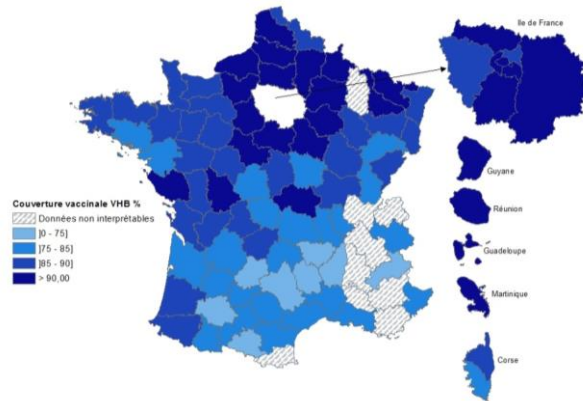 Ile de France
Guyane
Réunion
Guadeloupe
Martinique
Corse
Couverture vaccinale VHB %
Données non interprétables
]0 - 75]
]75 - 85]
]85 - 90]
> 90,00